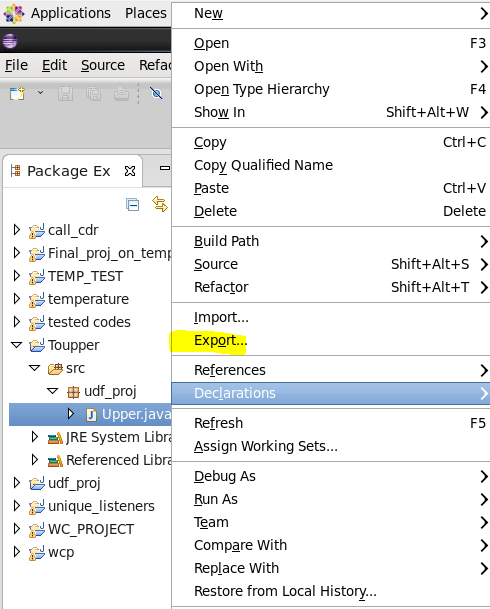 Applications Places
File Edit Source Refa
Package Ex
call_cdr
Final_proj_on_temp
TEMP_TEST
temperature
tested codes
Toupper
src
udf_proj
Upper.java
JRE System Libra
Referenced Libra
udf_proj
unique_listeners
WC_PROJECT
wcp
New
Open F3
Open With
Open Type Hierarchy F4
Show In Shift+Alt+W
Copy Ctrl+C
Copy Qualified Name
Paste Ctrl+V
Delete Delete
Build Path
Source Shift+Alt+S
Refactor Shift+Alt+T
Import...
Export...
References
Declarations
Refresh F5
Assign Working Sets...
Debug As
Run As
Team
Compare With
Replace With
Restore from Local History...